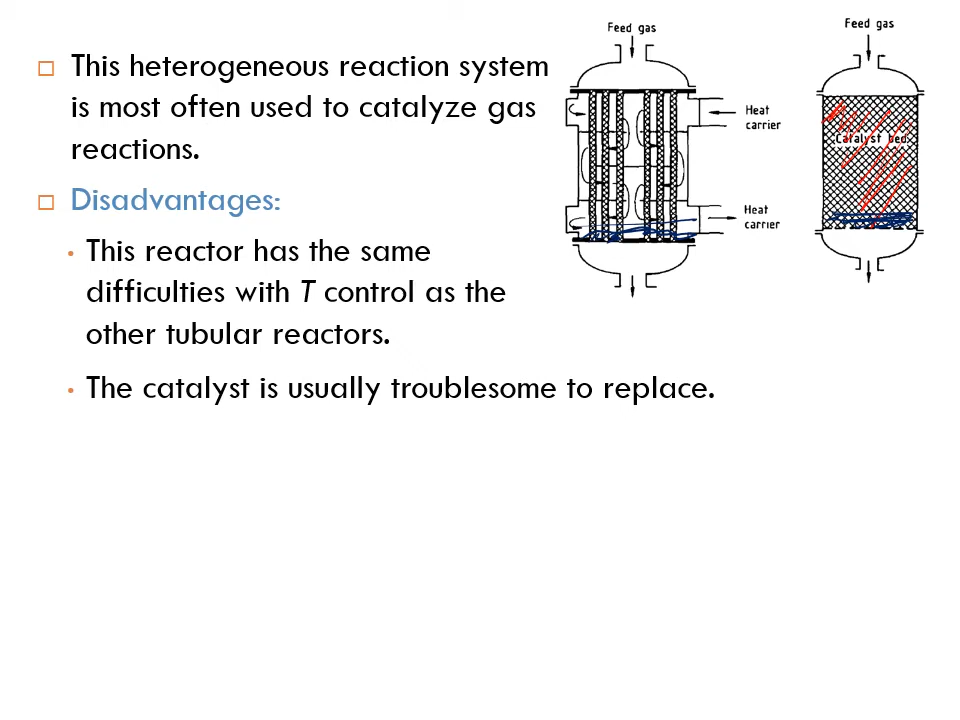 This heterogeneous reaction system
is most often used to catalyze gas
reactions.
Disadvantages:
This reactor has the same
difficulties with T control as the
other tubular reactors.
The catalyst is usually troublesome to replace.
Feed gas
Heat
carrier
Heat
carrier
Feed gas
Catalyst bed